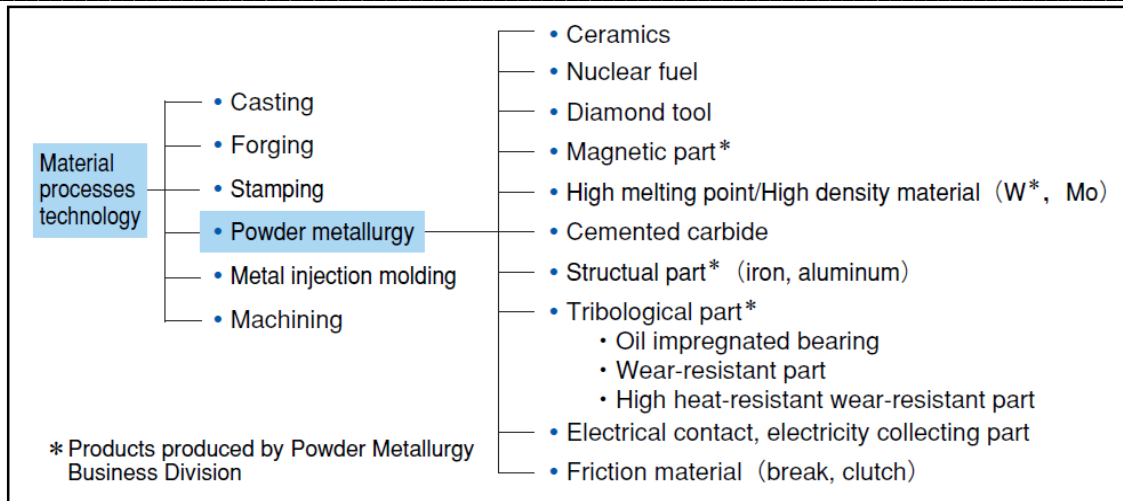 Material
processes
technology
• Casting
• Forging
• Stamping
• Powder metallurgy
• Metal injection molding
• Machining
• Ceramics
• Nuclear fuel
• Diamond tool
• Magnetic part*
• High melting point/High density material（W*，Mo）
• Cemented carbide
• Structual part*（iron, aluminum）
• Tribological part*
・Oil impregnated bearing
・Wear-resistant part
・High heat-resistant wear-resistant part
• Electrical contact, electricity collecting part
• Friction material（break, clutch）
* Products produced by Powder Metallurgy
Business Division